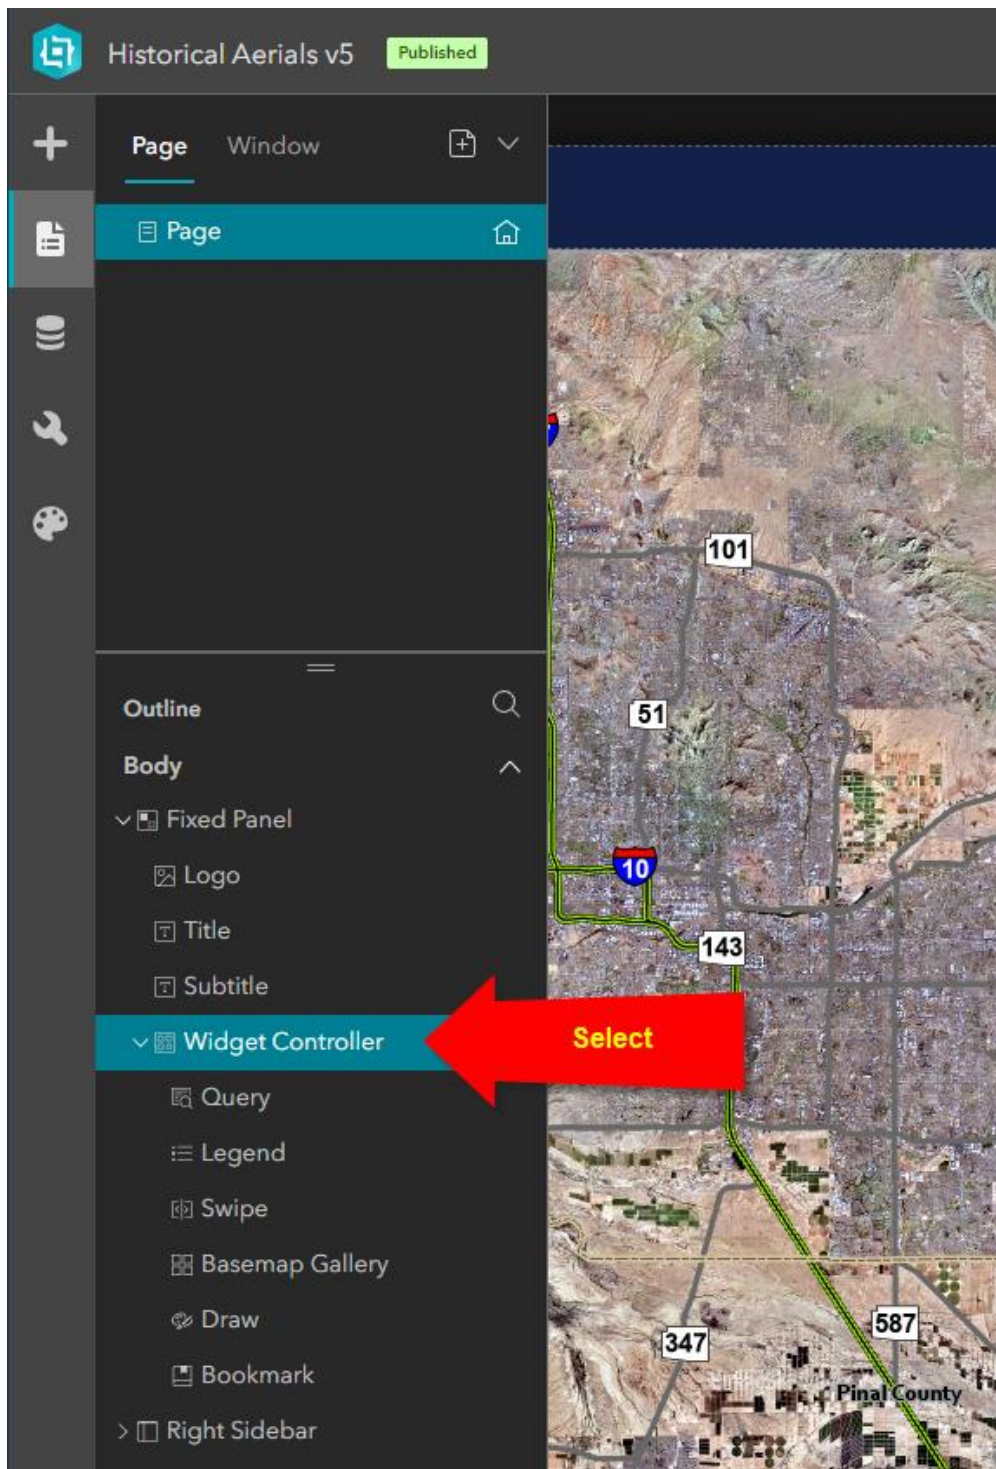 Historical Aerials v5 Published
Page Window
Page
Outline
Body
Fixed Panel
Logo
Title
Subtitle
Widget Controller
Select
Query
Legend
Swipe
Basemap Gallery
Draw
Bookmark
Right Sidebar
101
51
10
143
587
347
Pinal County